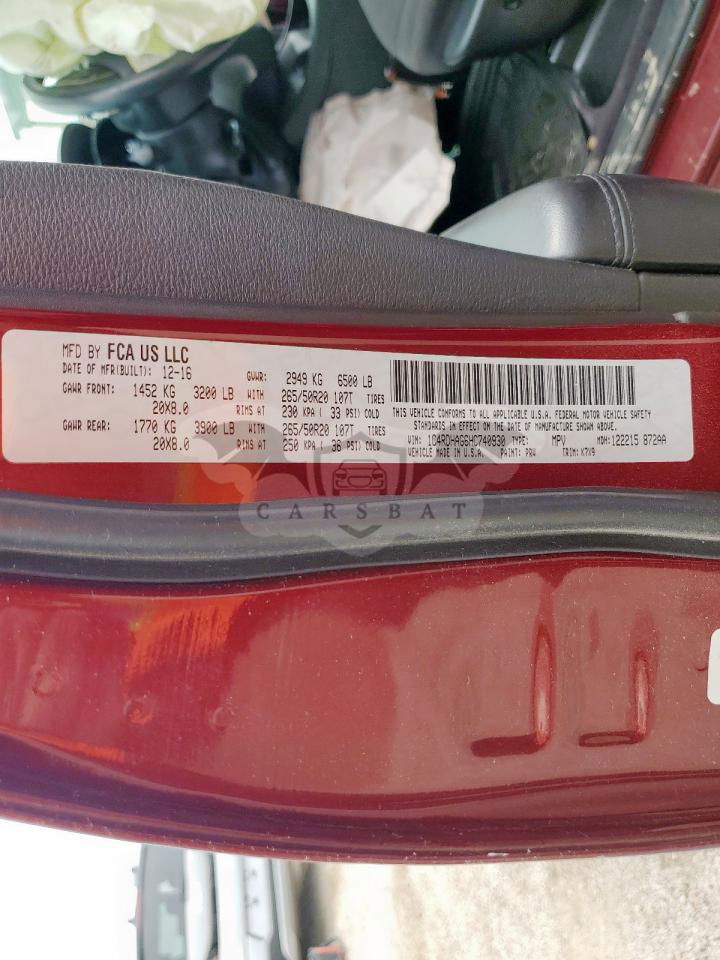 MFD BY FCA US LLC
DATE OF MFR(BUILT): 12-16 GVWR: 2949 KG 6500 LB
GAWR FRONT: 1452 KG 3200 LB WITH 265/50R20 107T TIRES
20X8.0 RIMS AT 230 KPA ( 33 PSI) COLD
GAWR REAR: 1770 KG 3900 LB WITH 265/50R20 107T TIRES
20X8.0 RIMS AT 250 KPA ( 36 PSI) COLD
THIS VEHICLE CONFORMS TO ALL APPLICABLE U.S.A. FEDERAL MOTOR VEHICLE SAFETY
STANDARDS IN EFFECT ON THE DATE OF MANUFACTURE SHOWN ABOVE.
VIN: 1C4RDHAG6HC740930 TYPE: MPV MDH:122215 872AA
VEHICLE MADE IN U.S.A. PAINT: PRV TRIM: K7X9
CARSBAT